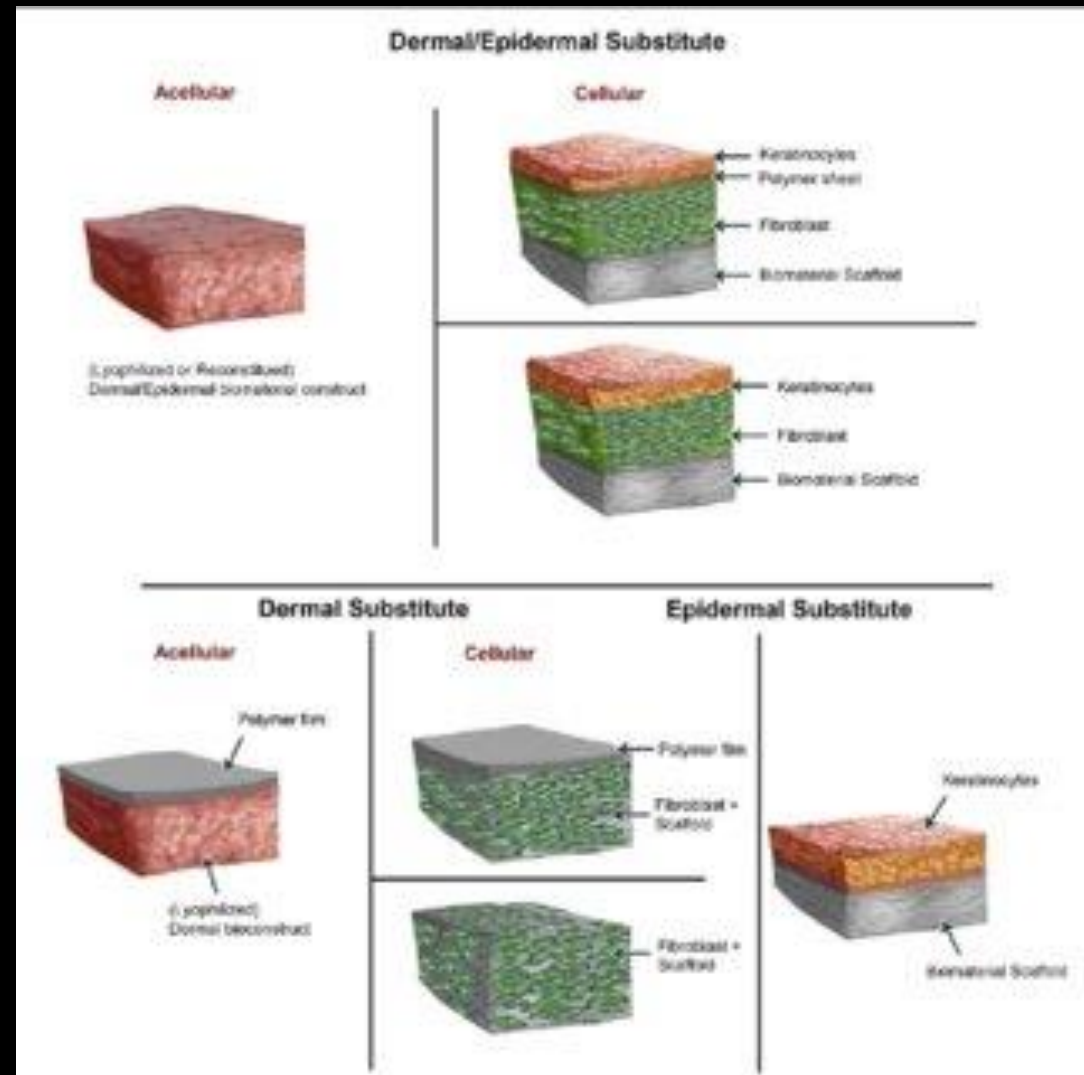 Dermal/Epidermal Substitute
Acellular
Cellular
Keratinocytes
Polymer sheet
Fibroblast
Biomaterial Scaffold
(Lyophilized or Reconstitued)
Dermal/Epidermal biomaterial construct
Keratinocytes
Fibroblast
Biomaterial Scaffold
Dermal Substitute
Epidermal Substitute
Acellular
Cellular
Polymer film
(Lyophilized)
Dermal bioconstruct
Polymer film
Fibroblast +
Scaffold
Fibroblast +
Scaffold
Keratinocytes
Biomaterial Scaffold